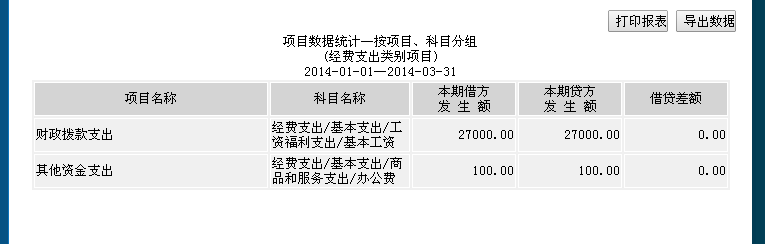 打印报表 导出数据
项目数据统计—按项目、科目分组
(经费支出类别项目)
2014-01-01—2014-03-31
项目名称 科目名称 本期借方 本期贷方 借贷差额
发 生 额 发 生 额
财政拨款支出 经费支出/基本支出/工 27000.00 27000.00 0.00
资福利支出/基本工资
其他资金支出 经费支出/基本支出/商 100.00 100.00 0.00
品和服务支出/办公费